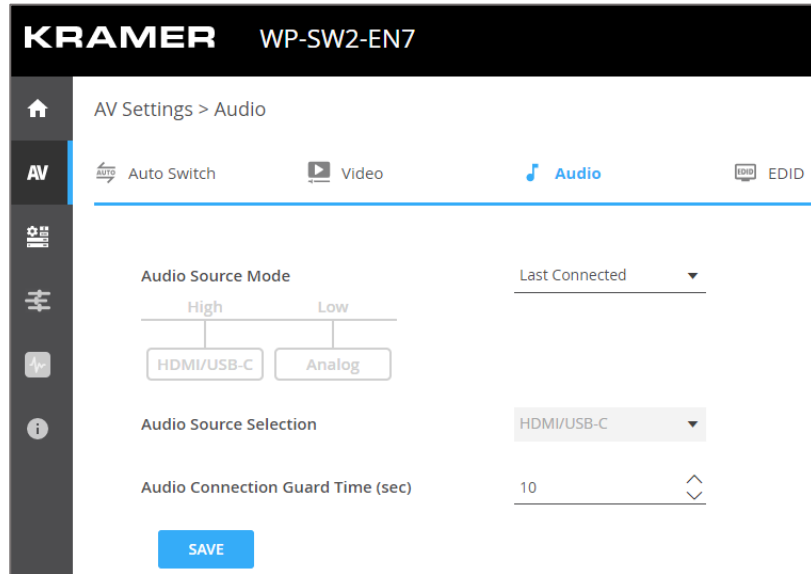 KRAMER WP-SW2-EN7
AV Settings > Audio
AV
AUTO Auto Switch Video Audio EDID EDID
Audio Source Mode Last Connected
High Low
HDMI/USB-C Analog
Audio Source Selection HDMI/USB-C
Audio Connection Guard Time (sec) 10
SAVE